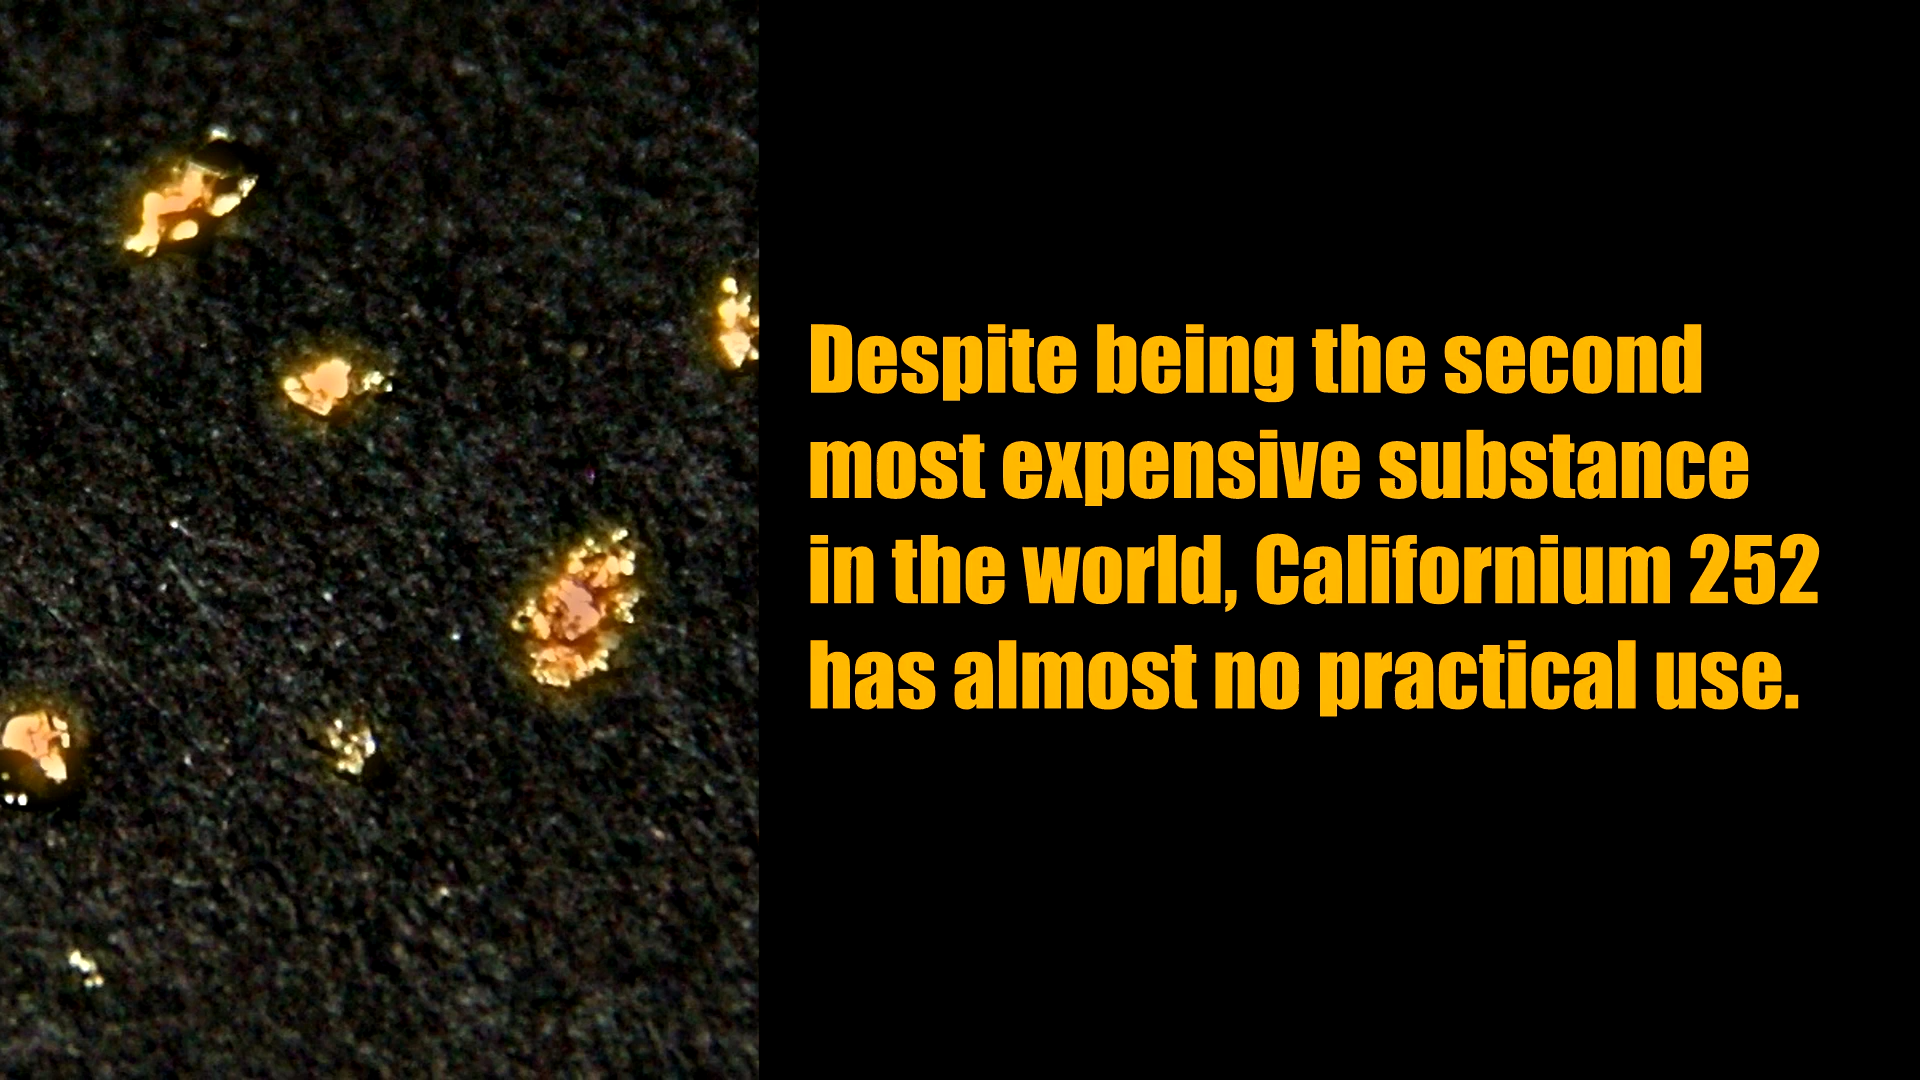 Despite being the second
most expensive substance
in the world, Californium 252
has almost no practical use.